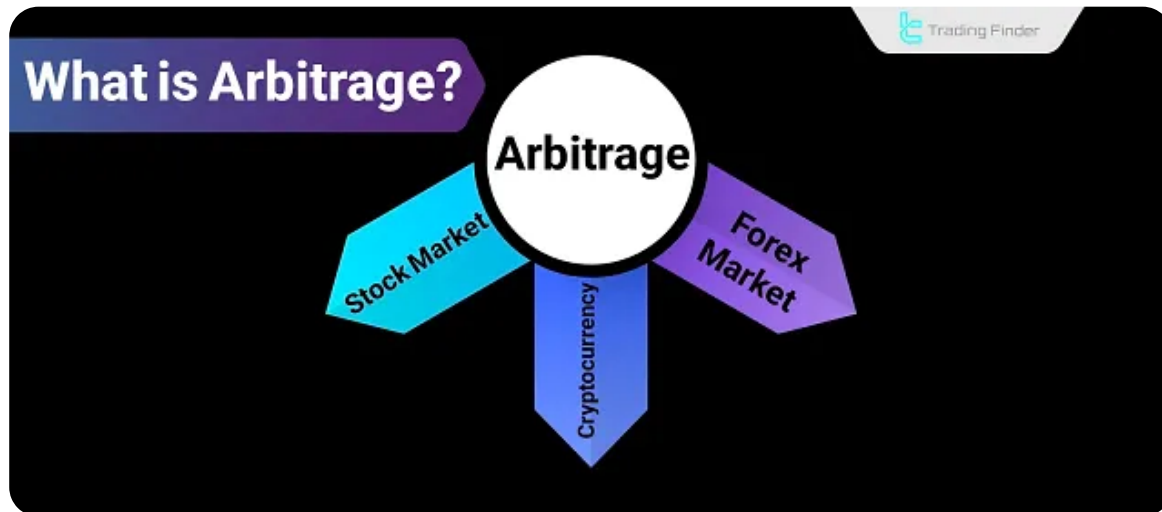 Trading Finder
What is Arbitrage?
Arbitrage
Stock Market
Cryptocurrency
Forex
Market